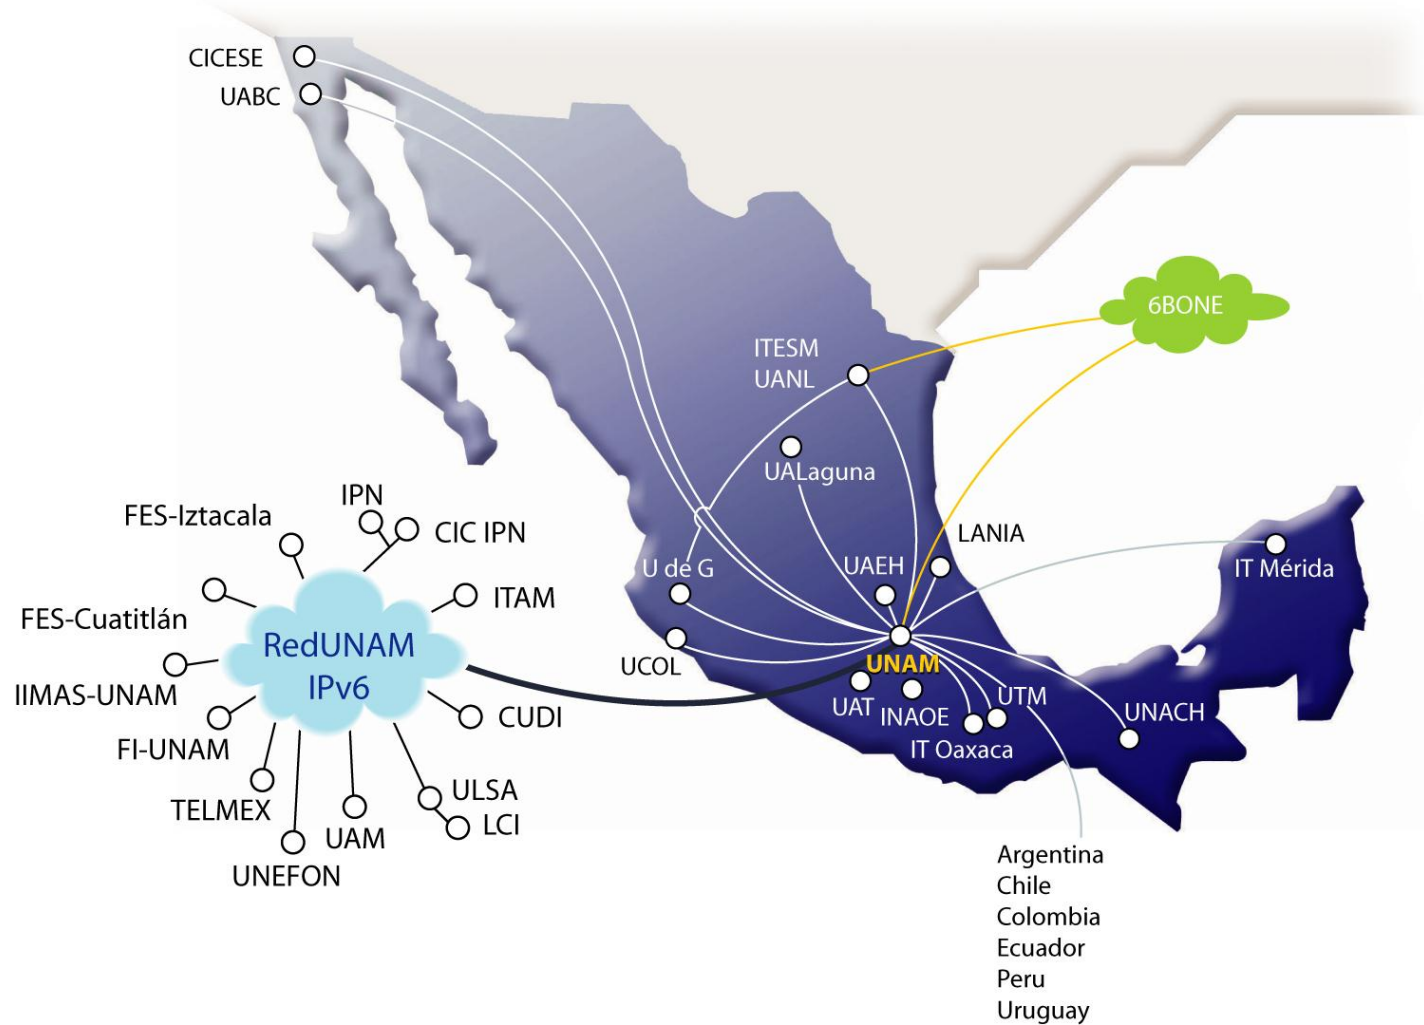 CICESE
UABC
6BONE
ITESM
UANL
UALaguna
IPN
FES-Iztacala
CIC IPN
LANIA
U de G
UAEH
IT Mérida
ITAM
FES-Cuatitlán
RedUNAM
IPv6
UCOL
UNAM
IIMAS-UNAM
UAT
INAOE
UTM
UNACH
CUDI
FI-UNAM
IT Oaxaca
TELMEX
ULSA
LCI
UAM
UNEFON
Argentina
Chile
Colombia
Ecuador
Peru
Uruguay